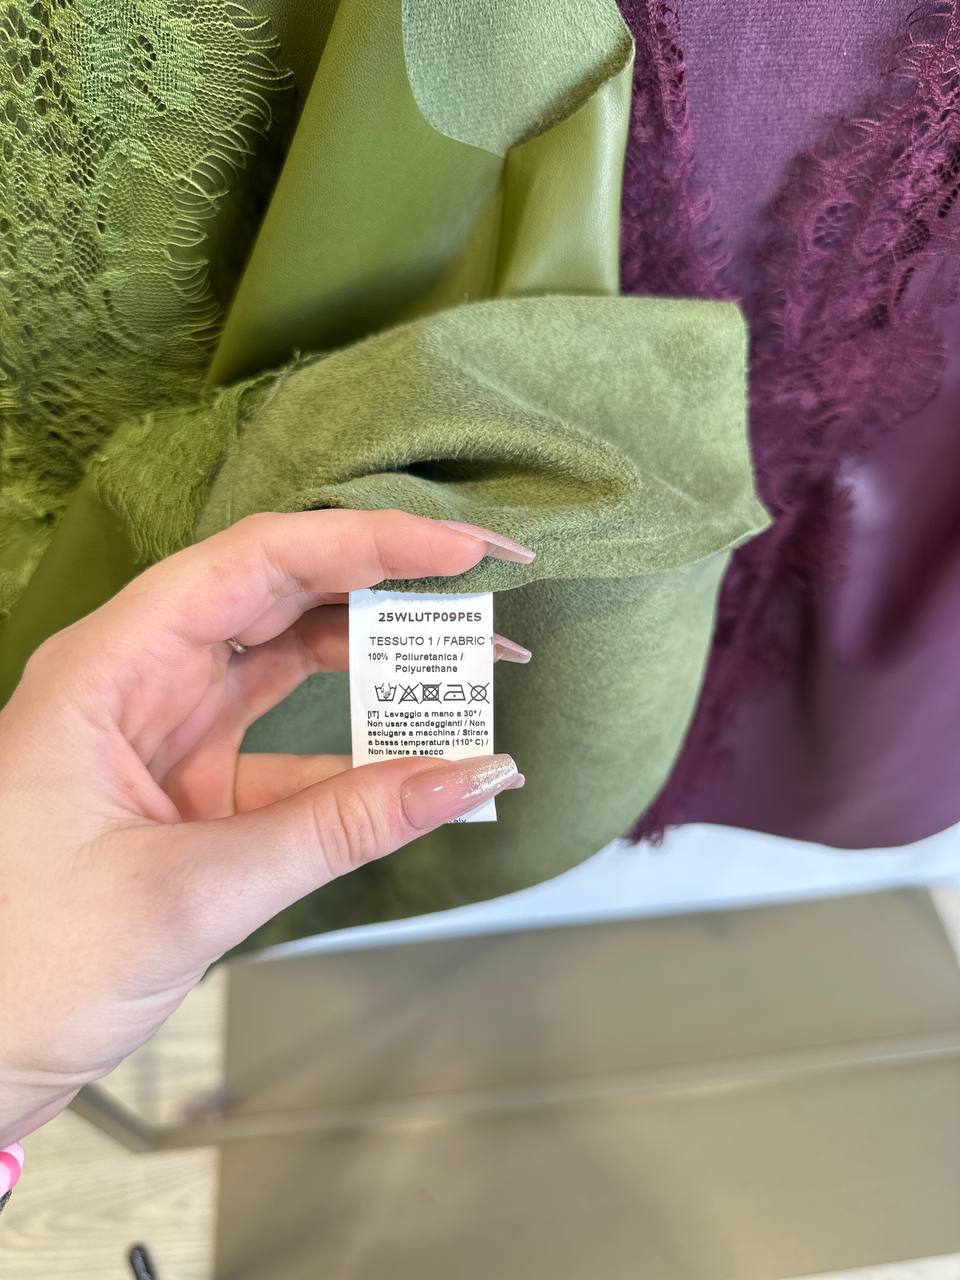 25WLUTP09PES
TESSUTO 1 / FABRIC 1
100% Poliuretanica /
Polyurethane
[IT] Lavaggio a mano a 30° /
Non usare candeggianti / Non
asciugare a macchina / Stirare
a bassa temperatura (110° C) /
Non lavare a secco